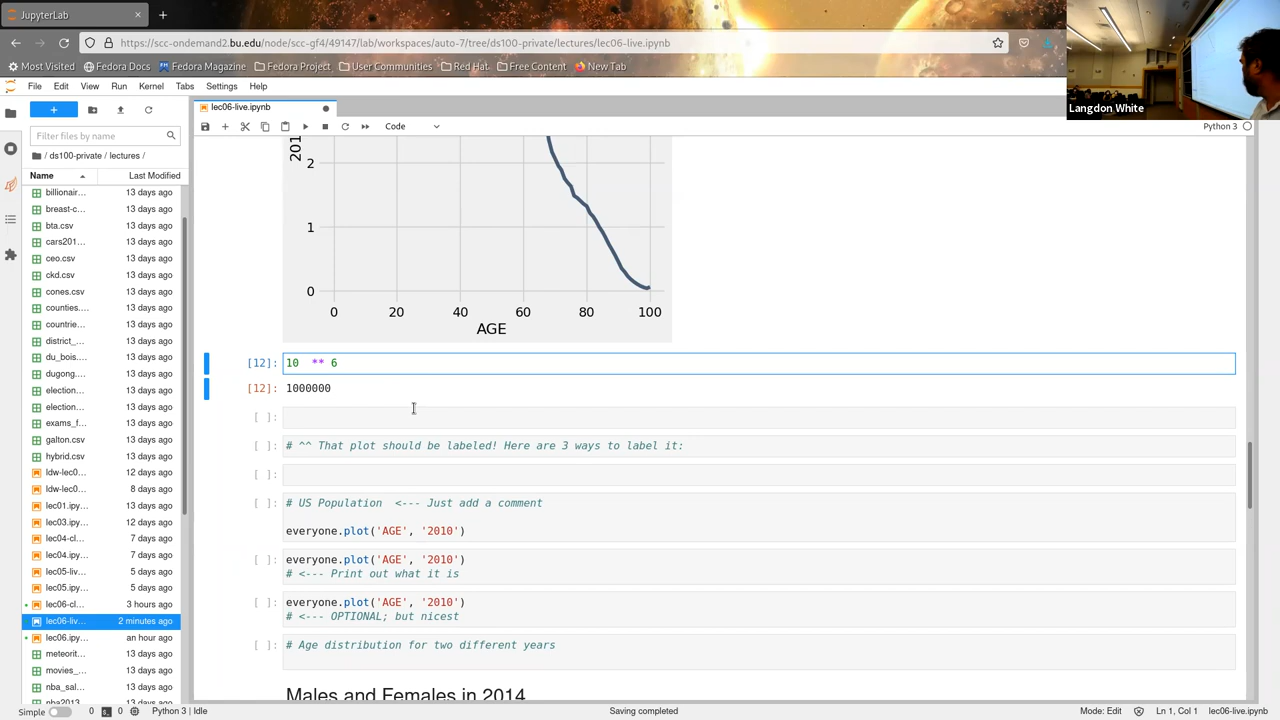 JupyterLab
https://scc-ondemand2.bu.edu/node/scc-gf4/49147/lab/workspaces/auto-7/tree/ds100-private/lectures/lec06-live.ipynb
Most Visited Fedora Docs Fedora Magazine Fedora Project User Communities Red Hat Free Content New Tab
Langdon White
File Edit View Run Kernel Tabs Settings Help
lec06-live.ipynb
Code
Python 3
Filter files by name
/ ds100-private / lectures /
Name Last Modified
billionair... 13 days ago
breast-c... 13 days ago
bta.csv 13 days ago
cars201... 13 days ago
ceo.csv 13 days ago
ckd.csv 13 days ago
cones.csv 13 days ago
counties.... 13 days ago
countrie... 13 days ago
district_... 13 days ago
du_bois.... 13 days ago
dugong.... 13 days ago
election... 13 days ago
election... 13 days ago
exams_f... 13 days ago
galton.csv 13 days ago
hybrid.csv 13 days ago
ldw-lec0... 12 days ago
ldw-lec0... 8 days ago
lec01.ipy... 13 days ago
lec03.ipy... 12 days ago
lec04-cl... 7 days ago
lec04.ipy... 7 days ago
lec05-liv... 5 days ago
lec05.ipy... 5 days ago
lec06-cl... 3 hours ago
lec06-liv... 2 minutes ago
lec06.ipy... an hour ago
meteorit... 13 days ago
movies_... 13 days ago
nba_sal... 13 days ago
nba2013... 13 days ago
201
2
1
0
0 20 40 60 80 100
AGE
[12]: 10 ** 6
[12]: 1000000
[ ]:
[ ]: # ^^ That plot should be labeled! Here are 3 ways to label it:
[ ]:
[ ]: # US Population <--- Just add a comment
everyone.plot('AGE', '2010')
[ ]: everyone.plot('AGE', '2010')
# <--- Print out what it is
[ ]: everyone.plot('AGE', '2010')
# <--- OPTIONAL; but nicest
[ ]: # Age distribution for two different years
Males and Females in 2014
Simple 0 0 Python 3 | Idle Saving completed Mode: Edit Ln 1, Col 1 lec06-live.ipynb